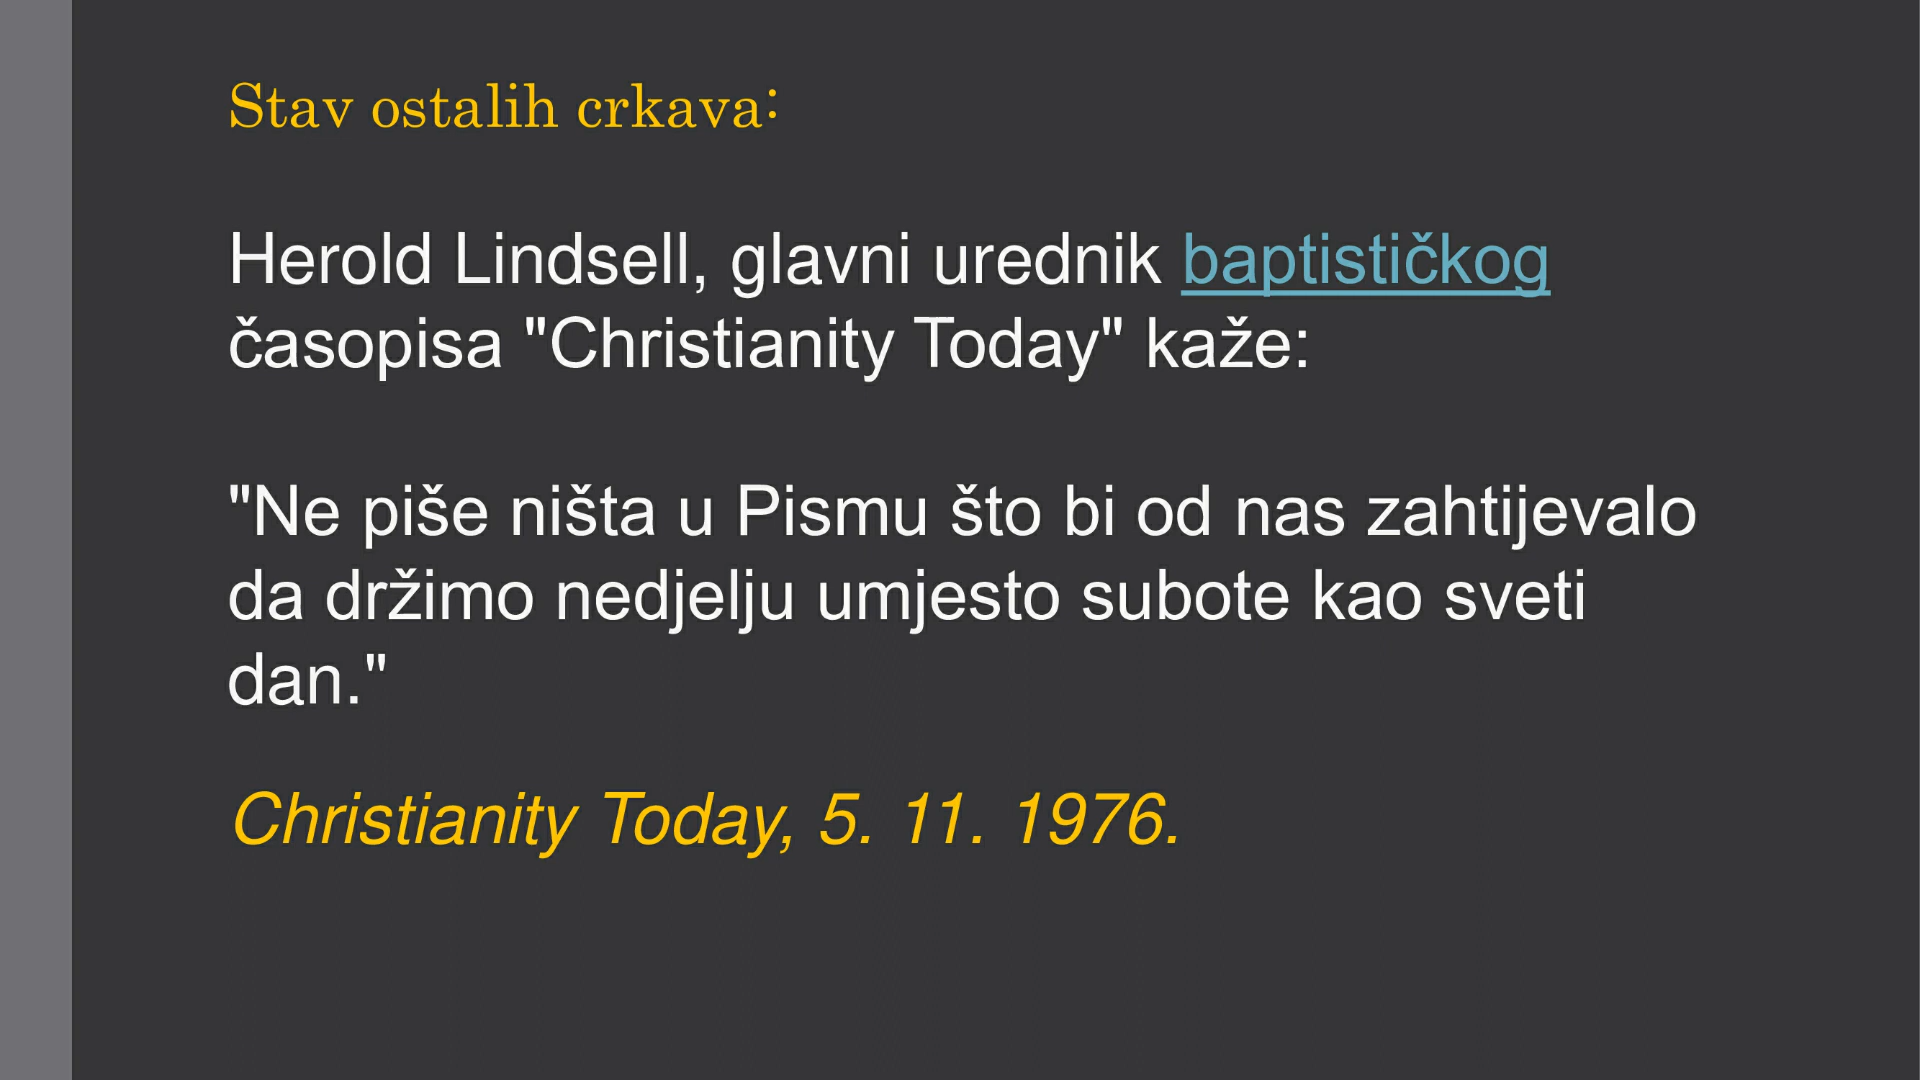 Stav ostalih crkava:
Herold Lindsell, glavni urednik baptističkog
časopisa "Christianity Today" kaže:
"Ne piše ništa u Pismu što bi od nas zahtijevalo
da držimo nedjelju umjesto subote kao sveti
dan."
Christianity Today, 5. 11. 1976.